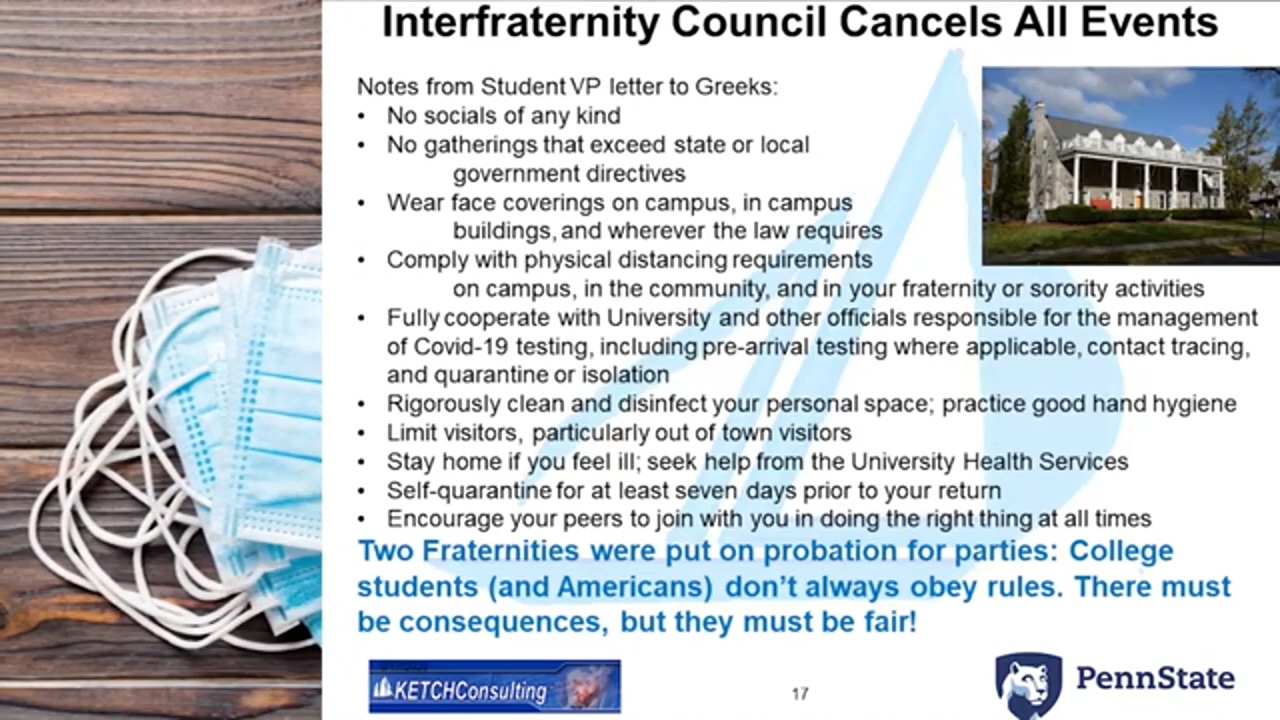 Interfraternity Council Cancels All Events
Notes from Student VP letter to Greeks:
• No socials of any kind
• No gatherings that exceed state or local
government directives
• Wear face coverings on campus, in campus
buildings, and wherever the law requires
• Comply with physical distancing requirements
on campus, in the community, and in your fraternity or sorority activities
• Fully cooperate with University and other officials responsible for the management
of Covid-19 testing, including pre-arrival testing where applicable, contact tracing,
and quarantine or isolation
• Rigorously clean and disinfect your personal space; practice good hand hygiene
• Limit visitors, particularly out of town visitors
• Stay home if you feel ill; seek help from the University Health Services
• Self-quarantine for at least seven days prior to your return
• Encourage your peers to join with you in doing the right thing at all times
Two Fraternities were put on probation for parties: College
students (and Americans) don't always obey rules. There must
be consequences, but they must be fair!
KETCHConsulting
17
PennState